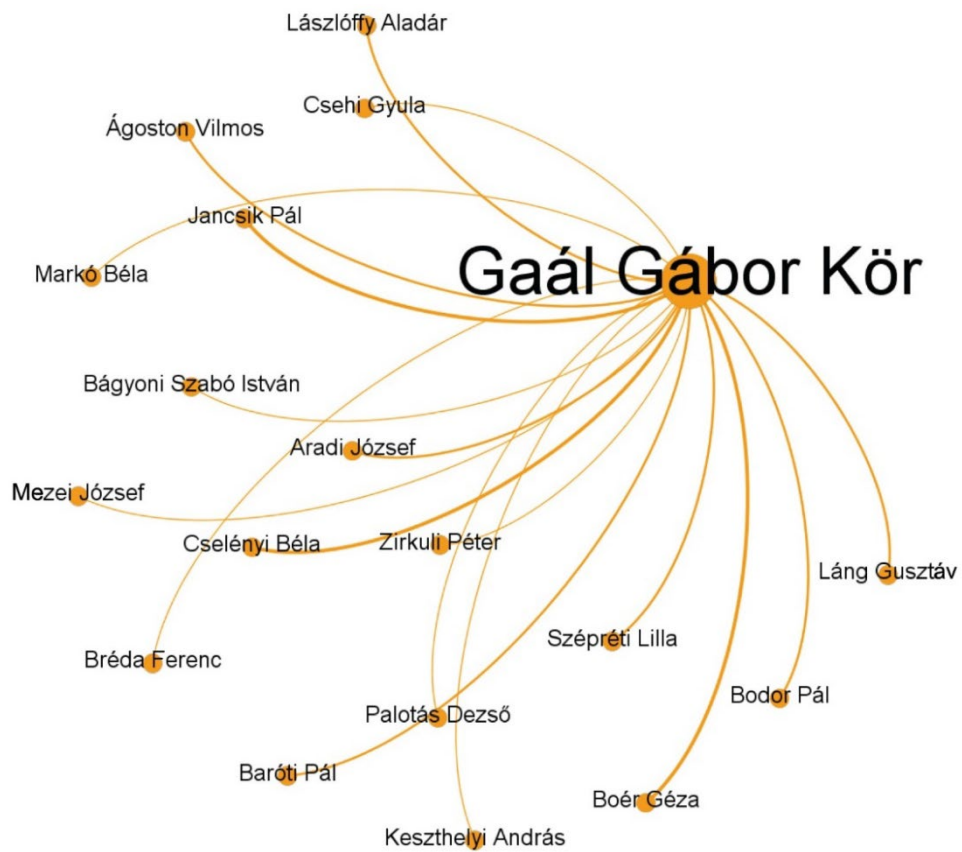 Lászlóffy Aladár
Csehi Gyula
Ágoston Vilmos
Jancsik Pál
Markó Béla
Gaál Gábor Kör
Bágyoni Szabó István
Aradi József
Mezei József
Cselényi Béla
Zirkuli Péter
Láng Gusztáv
Szépréti Lilla
Bréda Ferenc
Bodor Pál
Palotás Dezső
Baróti Pál
Boér Géza
Keszthelyi András